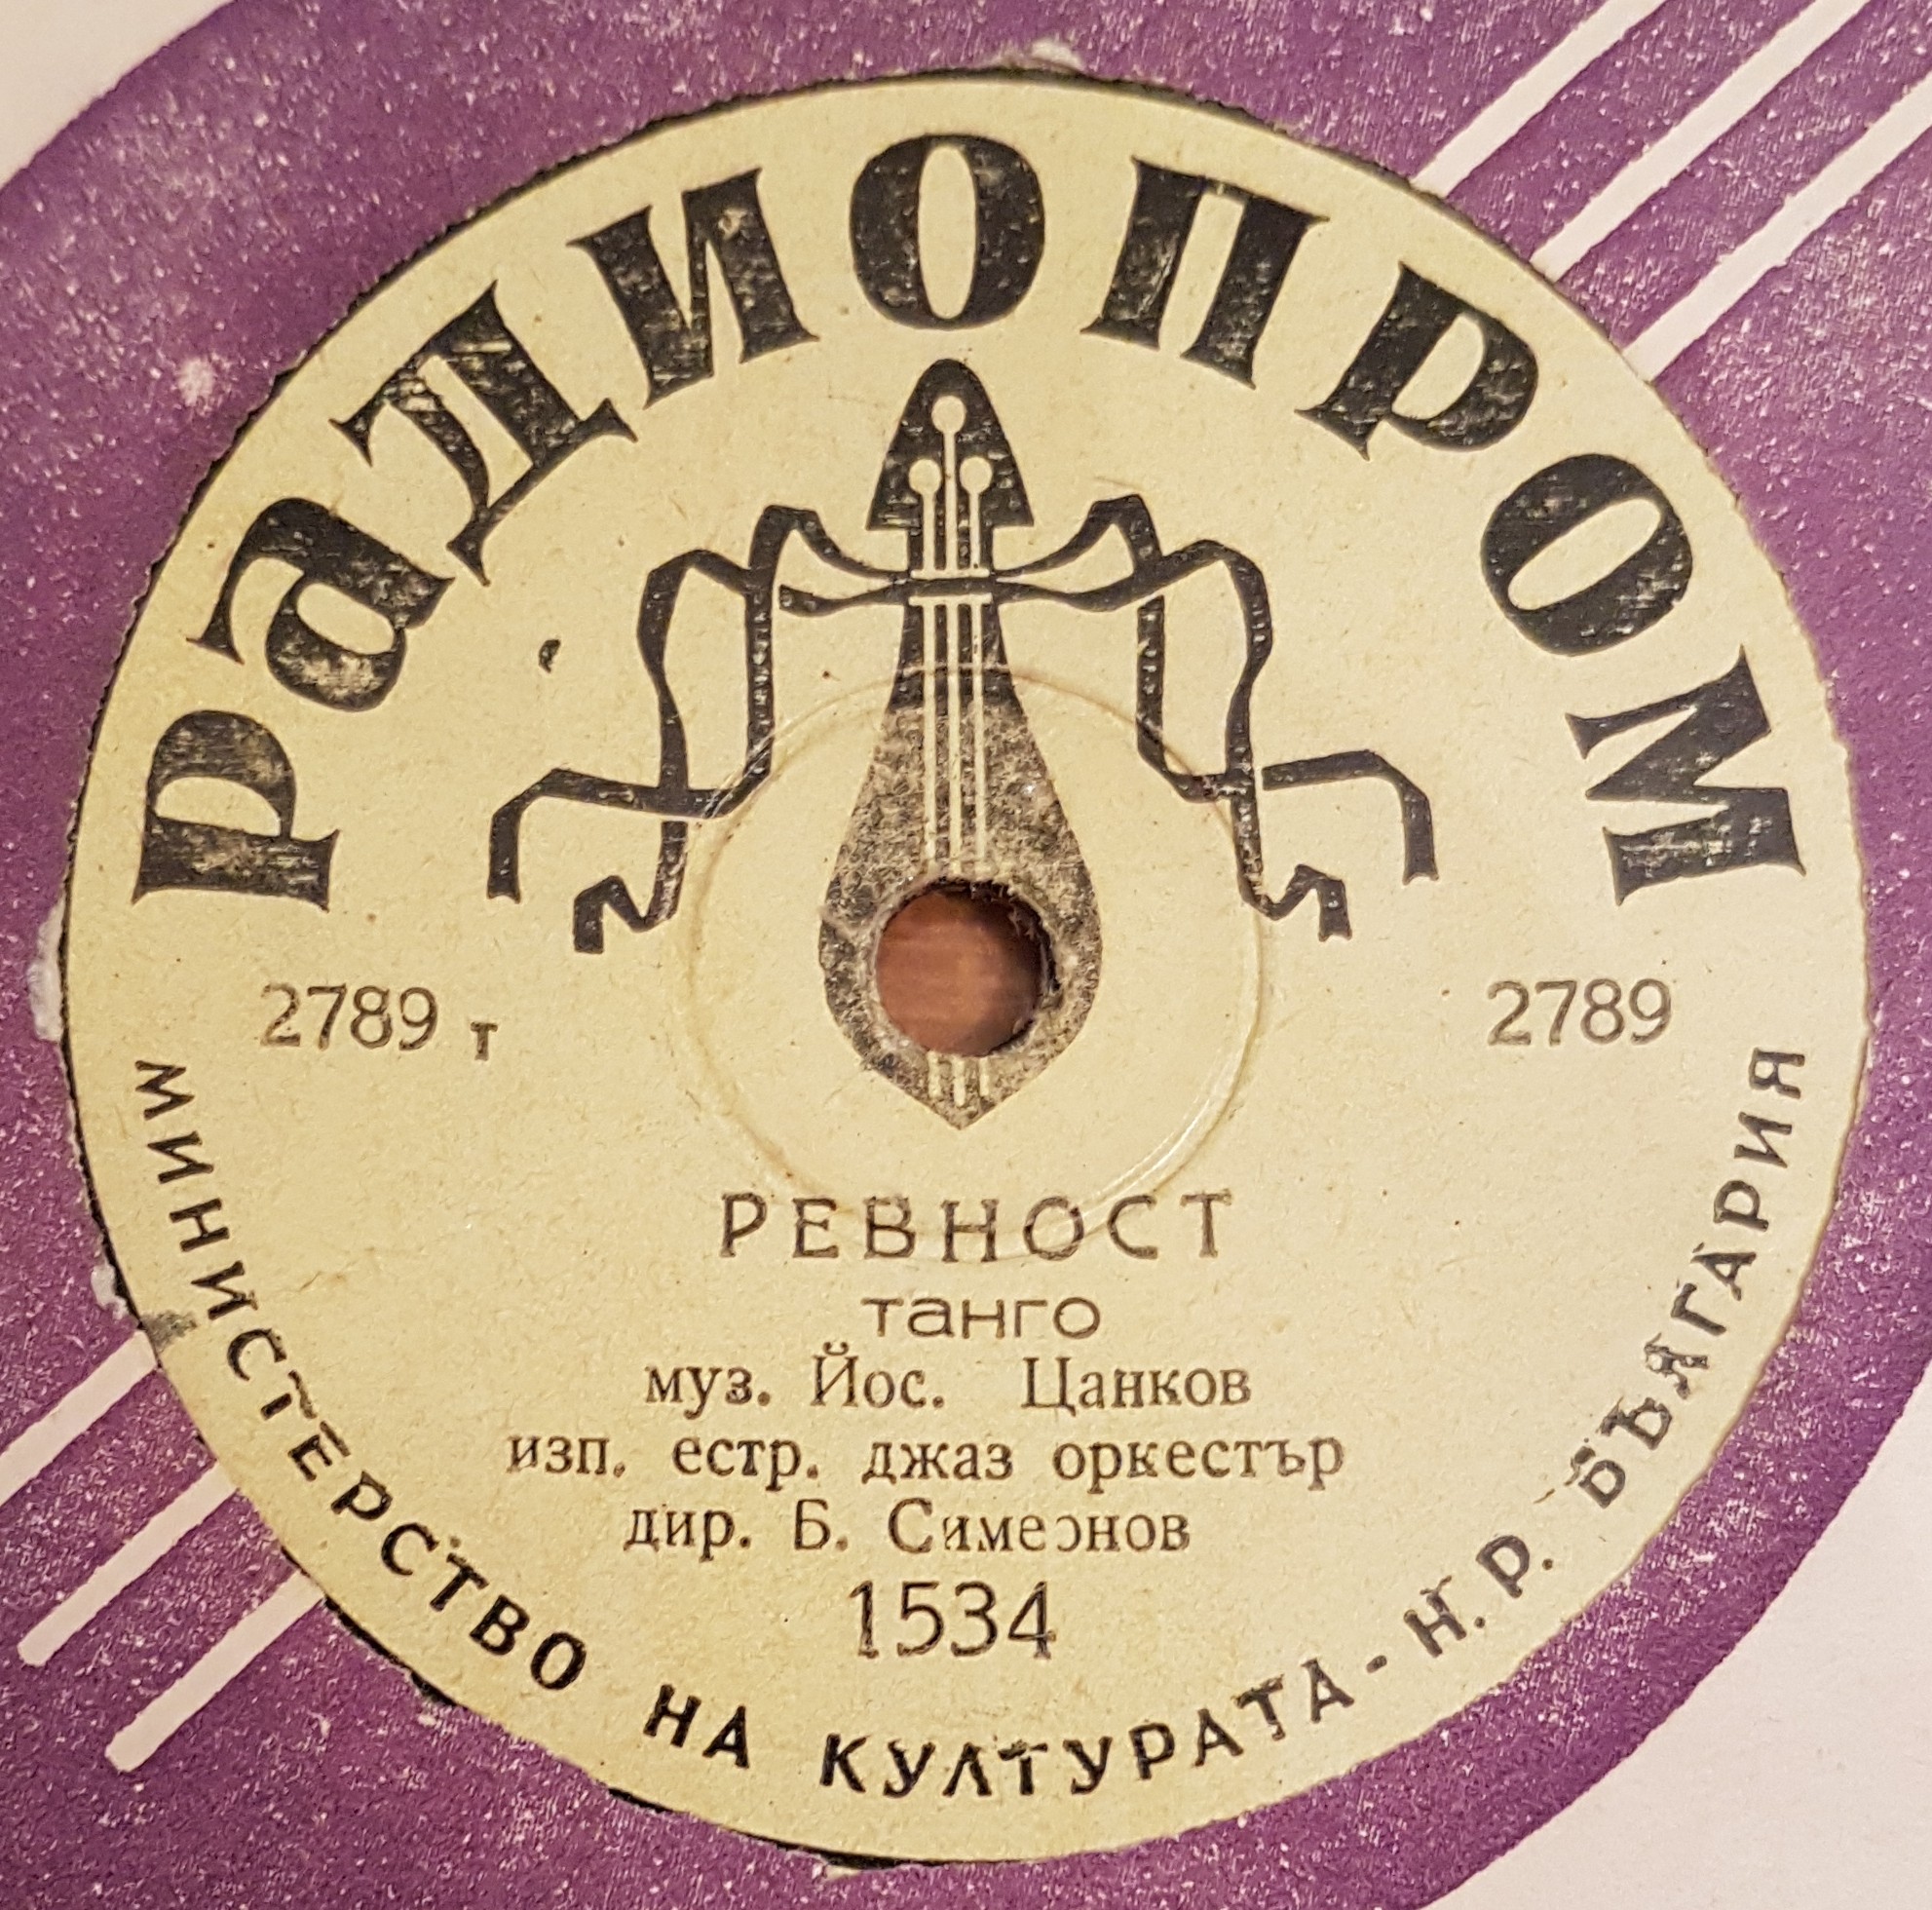 РАДИОПРОМ
2789 т
2789
РЕВНОСТ
танго
муз. Йос. Цанков
изп. естр. джаз оркестър
дир. Б. Симеонов
1534
МИНИСТЕРСТВО НА КУЛТУРАТА - Н. Р. БЪЛГАРИЯ